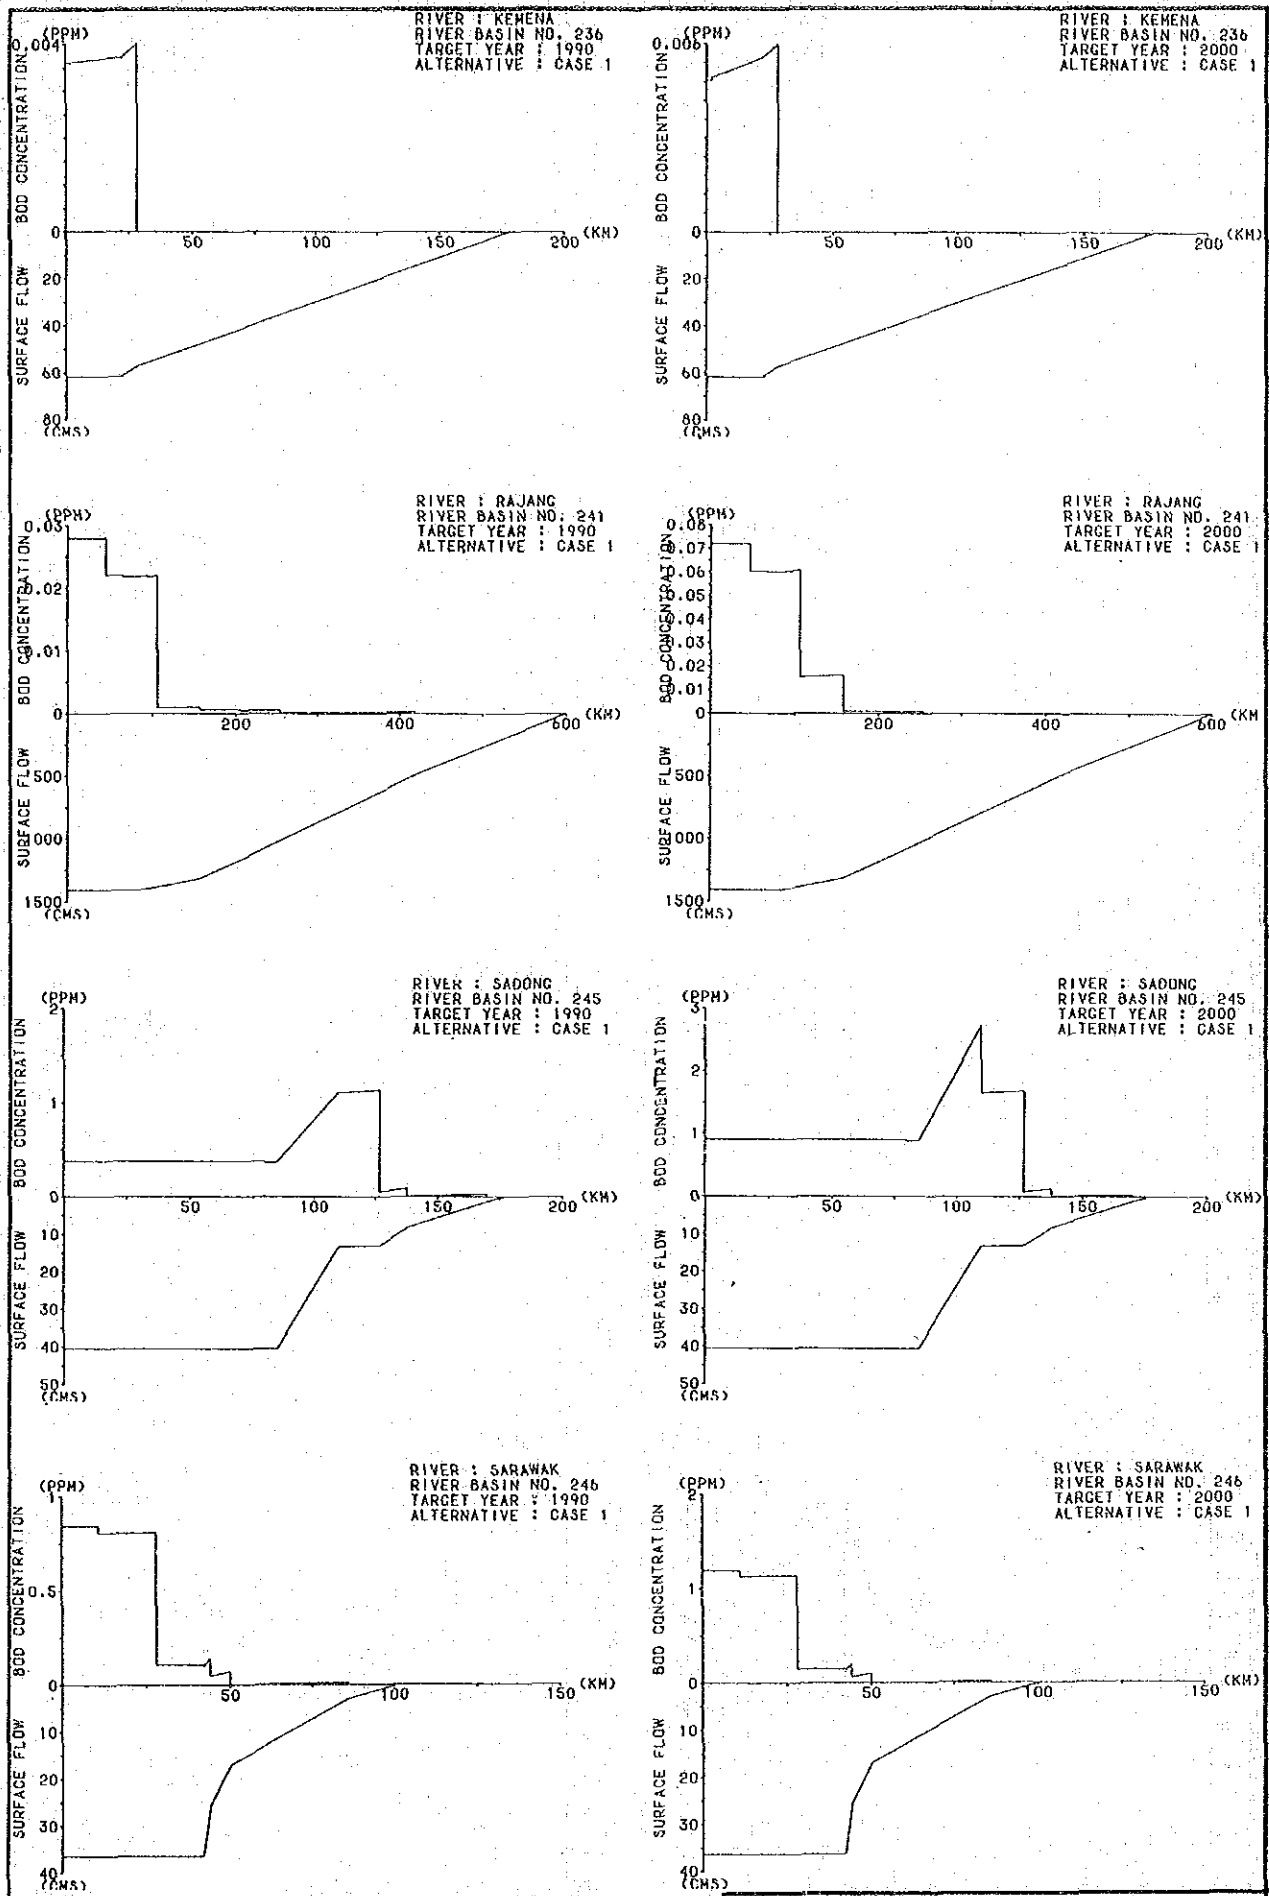 (PPM)
RIVER : KEMENA
RIVER BASIN NO. 236
TARGET YEAR : 1990
ALTERNATIVE : CASE 1
0.004
BOD CONCENTRATION
0
50
100
150
200 (KM)
SURFACE FLOW
20
40
60
80
(CMS)
(PPM)
RIVER : KEMENA
RIVER BASIN NO. 236
TARGET YEAR : 2000
ALTERNATIVE : CASE 1
0.006
BOD CONCENTRATION
0
50
100
150
200 (KM)
SURFACE FLOW
20
40
60
80
(CMS)
(PPM)
RIVER : RAJANG
RIVER BASIN NO. 241
TARGET YEAR : 1990
ALTERNATIVE : CASE 1
0.03
0.02
0.01
BOD CONCENTRATION
0
200
400
600 (KM)
SURFACE FLOW
500
1000
1500
(CMS)
(PPM)
RIVER : RAJANG
RIVER BASIN NO. 241
TARGET YEAR : 2000
ALTERNATIVE : CASE 1
0.08
0.07
0.06
0.05
0.04
0.03
0.02
0.01
BOD CONCENTRATION
0
200
400
600 (KM
SURFACE FLOW
500
1000
1500
(CMS)
(PPM)
RIVER : SADONG
RIVER BASIN NO. 245
TARGET YEAR : 1990
ALTERNATIVE : CASE 1
2
1
BOD CONCENTRATION
0
50
100
150
200 (KM)
SURFACE FLOW
10
20
30
40
50
(CMS)
(PPM)
RIVER : SADONG
RIVER BASIN NO. 245
TARGET YEAR : 2000
ALTERNATIVE : CASE 1
3
2
1
BOD CONCENTRATION
0
50
100
150
200 (KM)
SURFACE FLOW
10
20
30
40
50
(CMS)
(PPM)
RIVER : SARAWAK
RIVER BASIN NO. 246
TARGET YEAR : 1990
ALTERNATIVE : CASE 1
1
0.5
BOD CONCENTRATION
0
50
100
150 (KM)
SURFACE FLOW
10
20
30
40
(CMS)
(PPM)
RIVER : SARAWAK
RIVER BASIN NO. 246
TARGET YEAR : 2000
ALTERNATIVE : CASE 1
2
1
BOD CONCENTRATION
0
50
100
150 (KM)
SURFACE FLOW
10
20
30
40
(CMS)